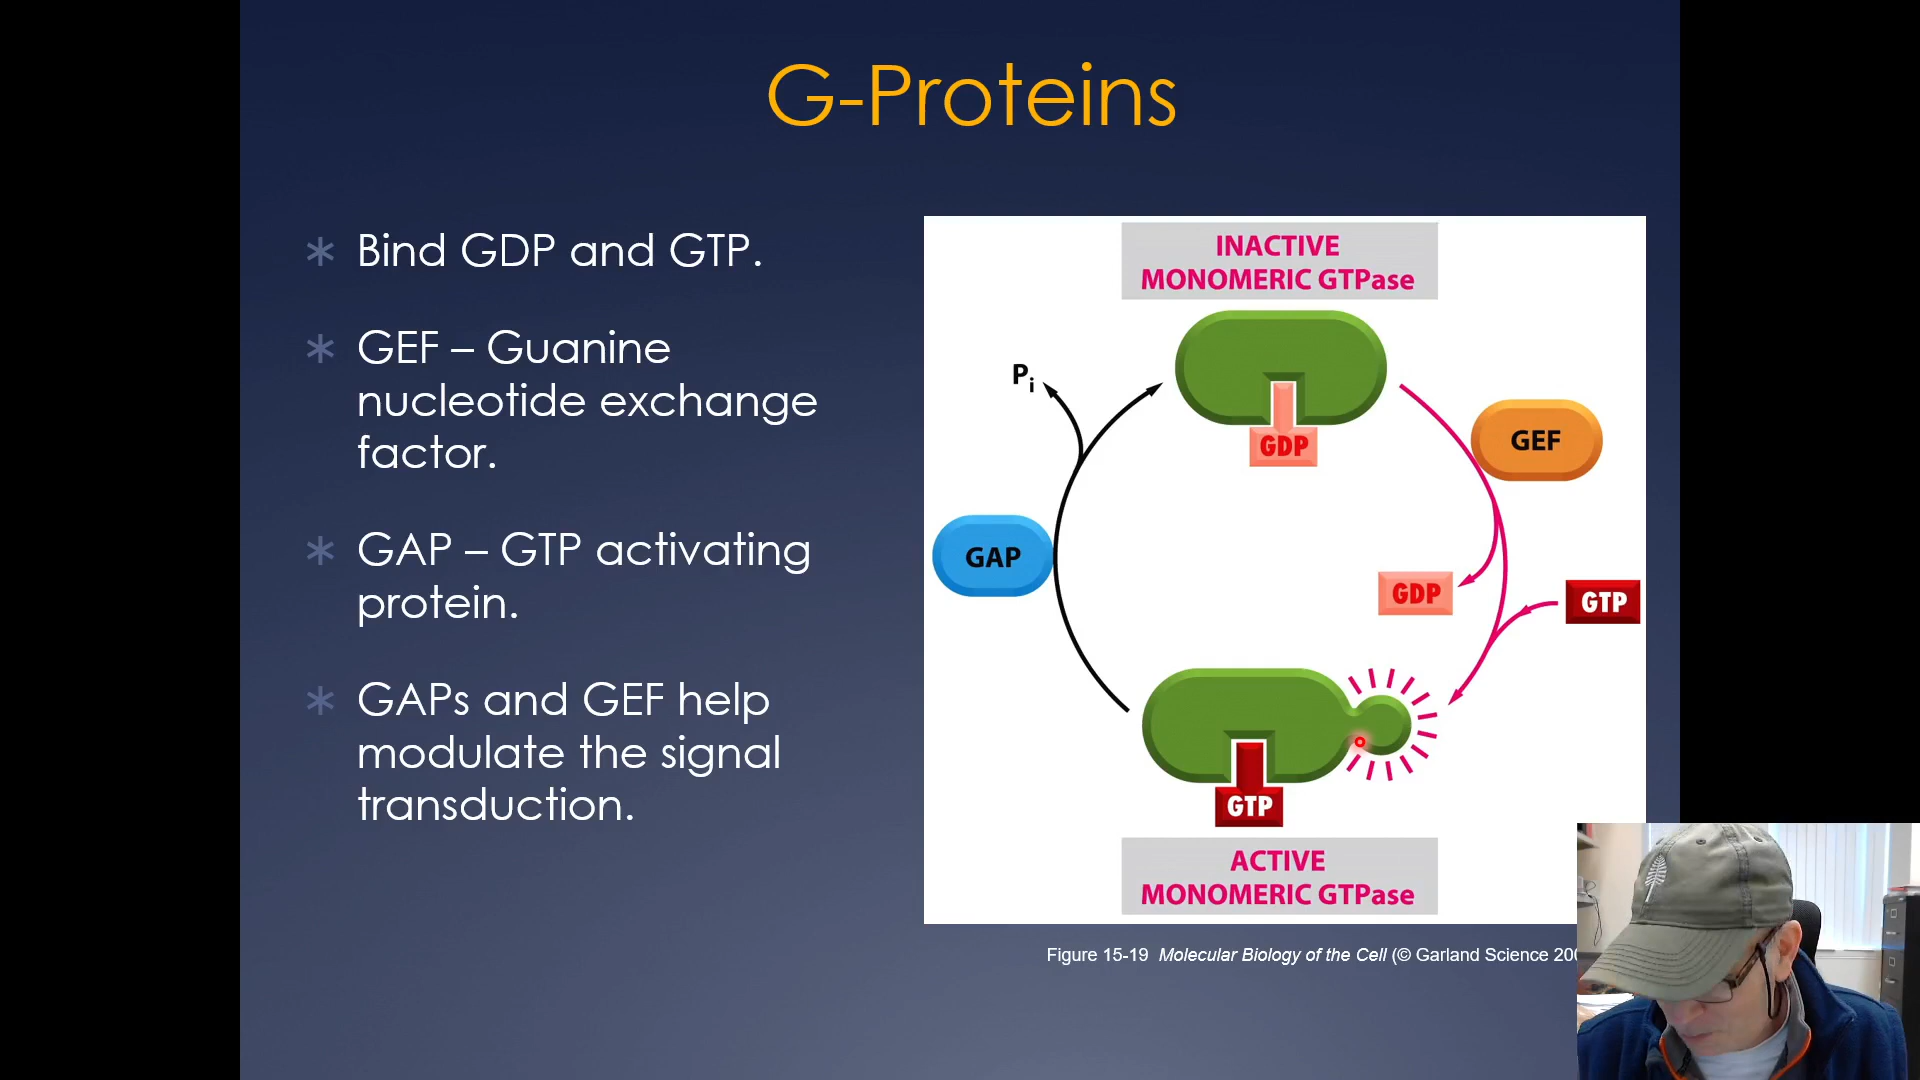 G-Proteins
Bind GDP and GTP.
GEF – Guanine
nucleotide exchange
factor.
GAP – GTP activating
protein.
GAPs and GEF help
modulate the signal
transduction.
INACTIVE
MONOMERIC GTPase
Pi
GDP
GEF
GAP
GDP
GTP
GTP
ACTIVE
MONOMERIC GTPase
Figure 15-19 Molecular Biology of the Cell (© Garland Science